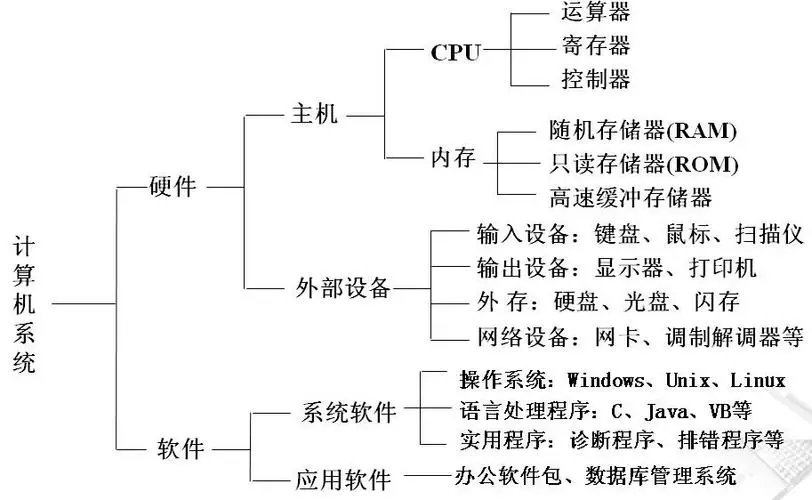 运算器
CPU
寄存器
控制器
主机
随机存储器(RAM)
内存
只读存储器(ROM)
高速缓冲存储器
硬件
输入设备：键盘、鼠标、扫描仪
输出设备：显示器、打印机
外部设备
外 存：硬盘、光盘、闪存
网络设备：网卡、调制解调器等
计算机系统
操作系统：Windows、Unix、Linux
系统软件
语言处理程序：C、Java、VB等
实用程序：诊断程序、排错程序等
软件
应用软件
办公软件包、数据库管理系统